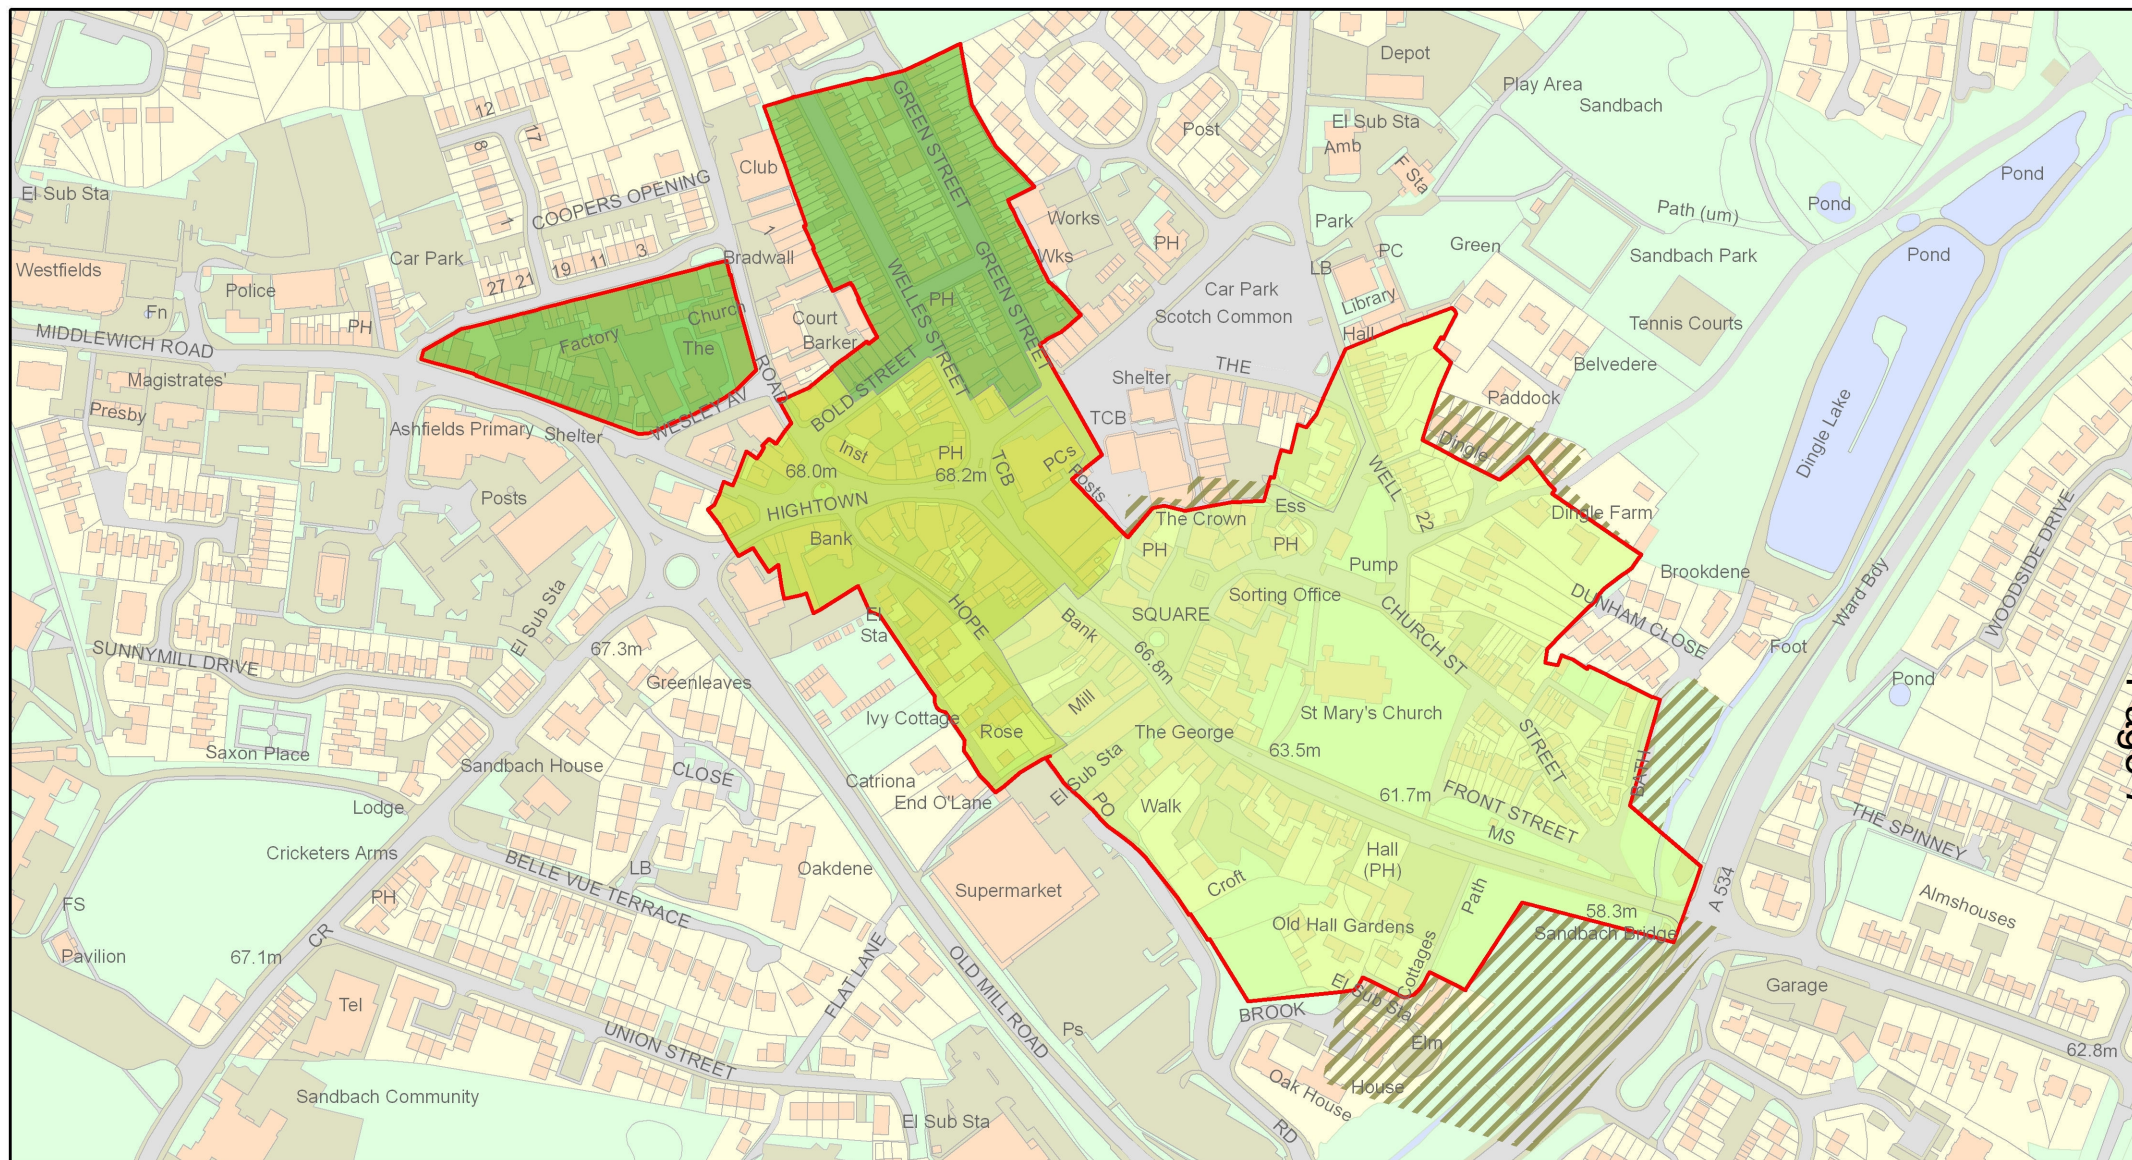 Depot
Play Area
Sandbach
12
17
8
1
Post
El Sub Sta
Amb
F Sta
Pond
Pond
Pond
El Sub Sta
Club
GREEN STREET
COOPERS OPENING
Car Park
27 21 19 11 3
Bradwall
1
Works
Wks
PH
Park
LB
PC
Green
Library
Hall
Path (um)
Sandbach Park
Tennis Courts
Westfields
Fn
Police
PH
MIDDLEWICH ROAD
Factory
Church
The
Court
Barker
WELLES STREET
PH
GREEN STREET
Car Park
Scotch Common
THE
Belvedere
Paddock
Dingle Lake
Magistrates'
Presby
Ashfields Primary
Shelter
WESLEY AV
ROAD
BOLD STREET
Inst
PH
TCB
PCs
Posts
Shelter
TCB
WELL
22
Dingle
Dingle Farm
68.0m
68.2m
HIGHTOWN
Bank
Posts
The Crown
PH
Ess
PH
Pump
Brookdene
DUNHAM CLOSE
Foot
Ward Bdy
WOODSIDE DRIVE
Pond
El Sub Sta
SUNNYMILL DRIVE
67.3m
El
Sta
HOPE
Bank
SQUARE
Sorting Office
CHURCH ST
66.8m
Greenleaves
Ivy Cottage
Rose
Mill
The George
St Mary's Church
63.5m
STREET
BATH
Saxon Place
Sandbach House
CLOSE
Catriona
End O'Lane
El Sub Sta
PO
Walk
61.7m
FRONT STREET
MS
Lodge
Cricketers Arms
PH
BELLE VUE TERRACE
LB
Oakdene
Supermarket
Croft
Hall
(PH)
Path
58.3m
Sandbach Bridge
A 534
THE SPINNEY
Almshouses
FS
Pavilion
67.1m
CR
FLAT LANE
OLD MILL ROAD
Old Hall Gardens
Cottages
El Sub Sta
BROOK
Elm
House
Oak House
Garage
62.8m
Tel
UNION STREET
Ps
RD
Sandbach Community
El Sub Sta